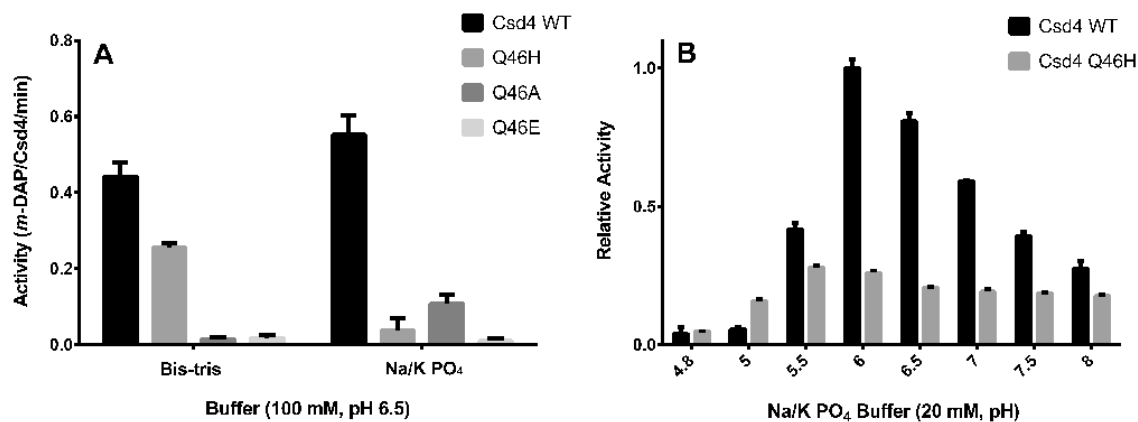 A
Csd4 WT
Q46H
Q46A
Q46E
Activity (m-DAP/Csd4/min)
0.8
0.6
0.4
0.2
0.0
Bis-tris
Na/K PO₄
Buffer (100 mM, pH 6.5)
B
Csd4 WT
Csd4 Q46H
Relative Activity
1.0
0.5
0.0
4.8
5
5.5
6
6.5
7
7.5
8
Na/K PO₄ Buffer (20 mM, pH)